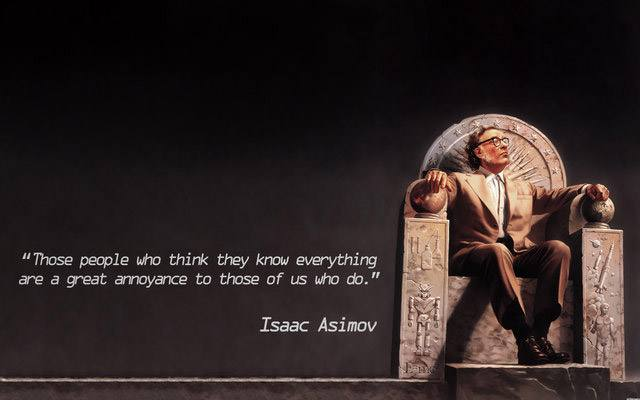 “Those people who think they know everything
are a great annoyance to those of us who do.”
Isaac Asimov